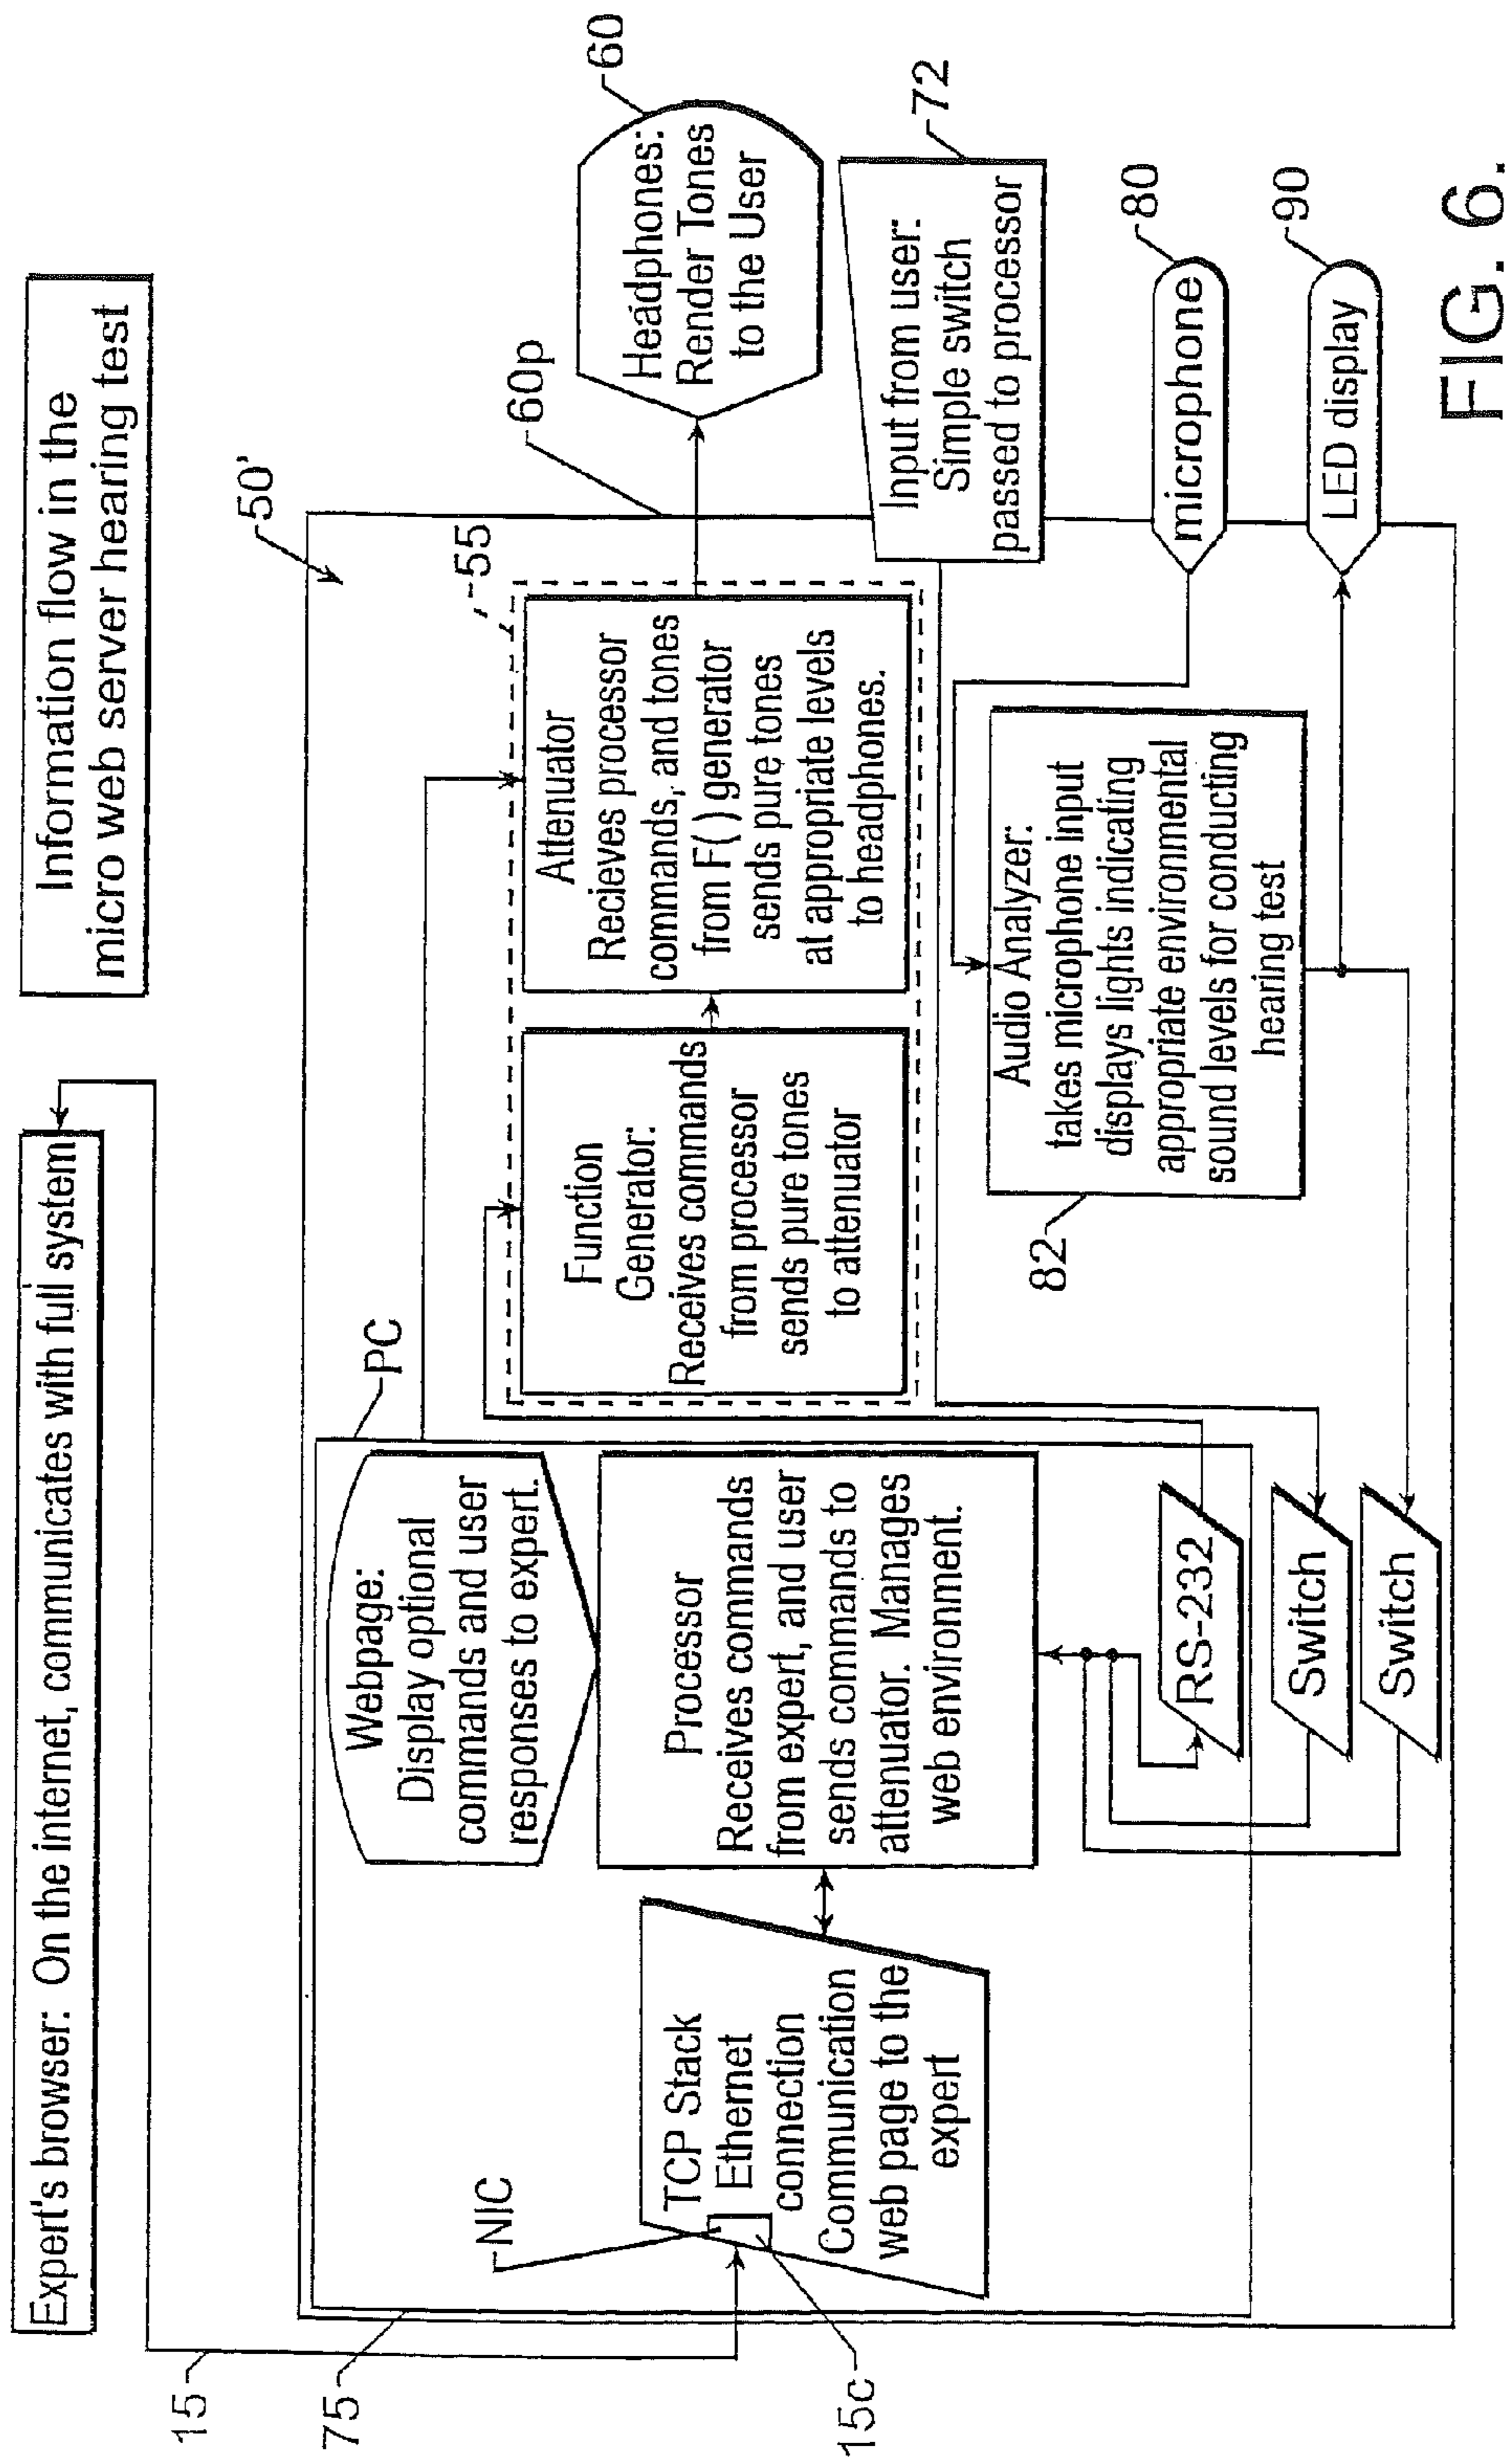 Expert's browser: On the internet, communicates with full system
Information flow in the
micro web server hearing test
15
75
NIC
15c
PC
50'
55
60p
60
72
80
90
82
Webpage:
Display optional
commands and user
responses to expert.
TCP Stack
Ethernet
connection
Communication
web page to the
expert
Processor
Receives commands
from expert, and user
sends commands to
attenuator. Manages
web environment.
RS-232
Switch
Switch
Function
Generator:
Receives commands
from processor
sends pure tones
to attenuator
Attenuator
Recieves processor
commands, and tones
from F() generator
sends pure tones
at appropriate levels
to headphones.
Headphones:
Render Tones
to the User
Input from user:
Simple switch
passed to processor
Audio Analyzer:
takes microphone input
displays lights indicating
appropriate environmental
sound levels for conducting
hearing test
microphone
LED display
FIG. 6.